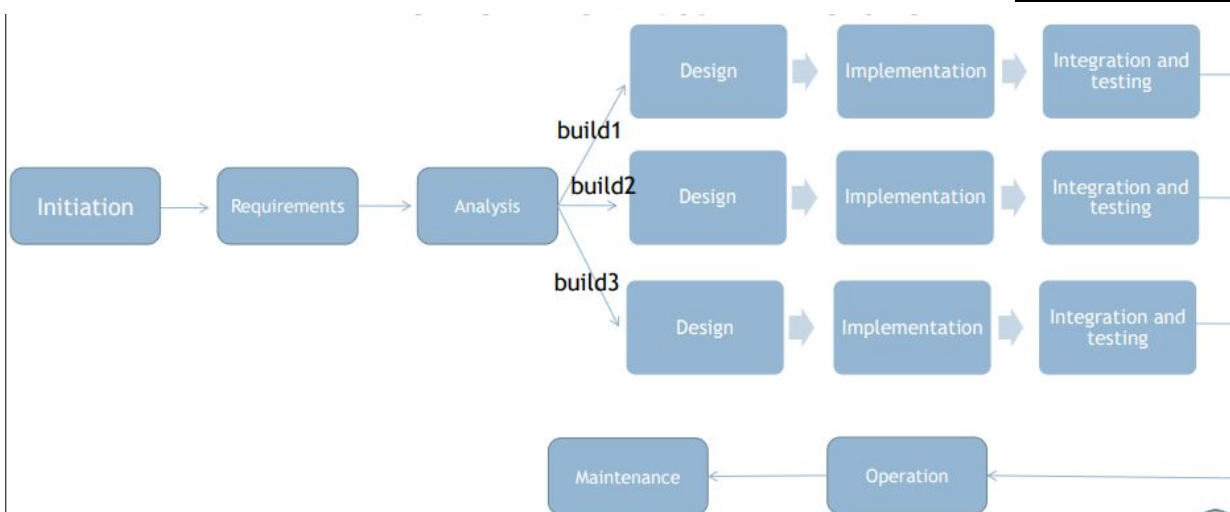 Design
Implementation
Integration and
testing
build1
Initiation
Requirements
Analysis
build2
Design
Implementation
Integration and
testing
build3
Design
Implementation
Integration and
testing
Maintenance
Operation